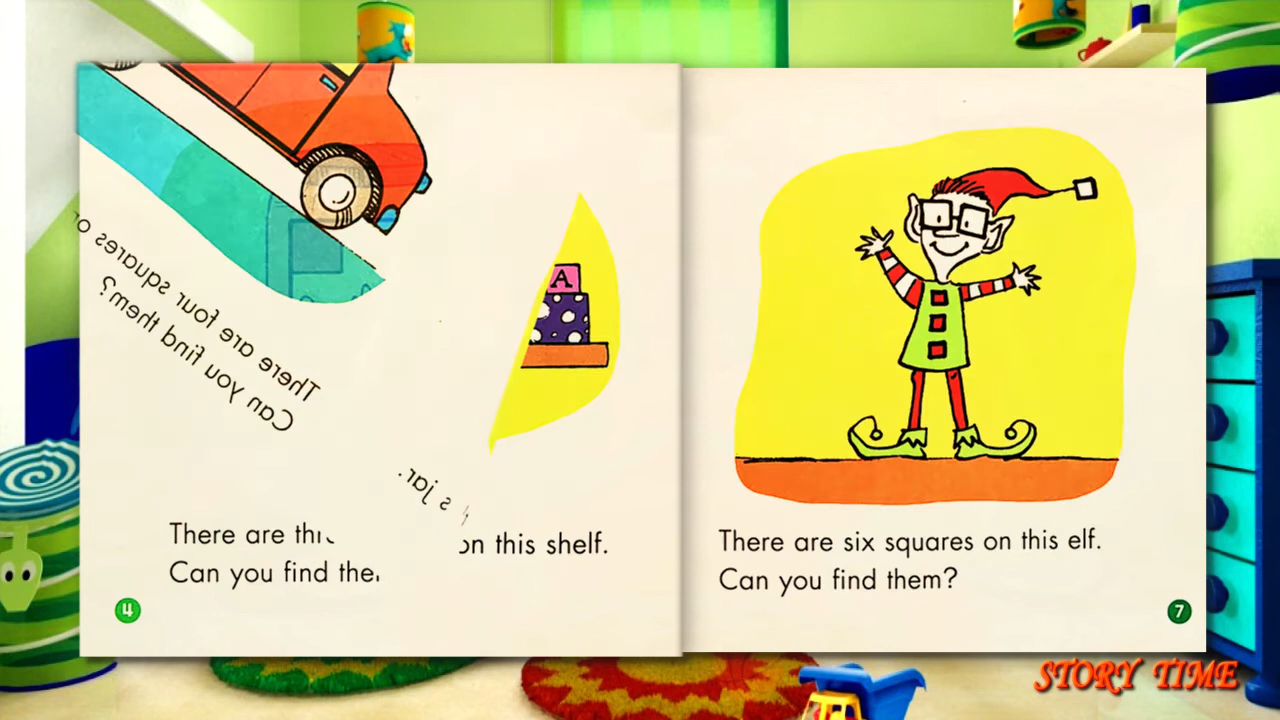 There are four squares o
Can you find them?
s jar.
A
There are thr
on this shelf.
Can you find the
4
There are six squares on this elf.
Can you find them?
7
STORY TIME